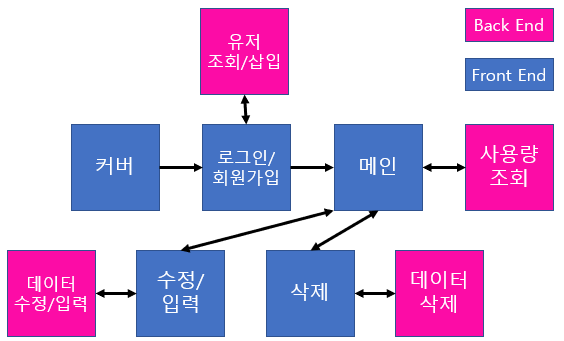 유저
조회/삽입
Back End
Front End
커버
로그인/
회원가입
메인
사용량
조회
데이터
수정/입력
수정/
입력
삭제
데이터
삭제